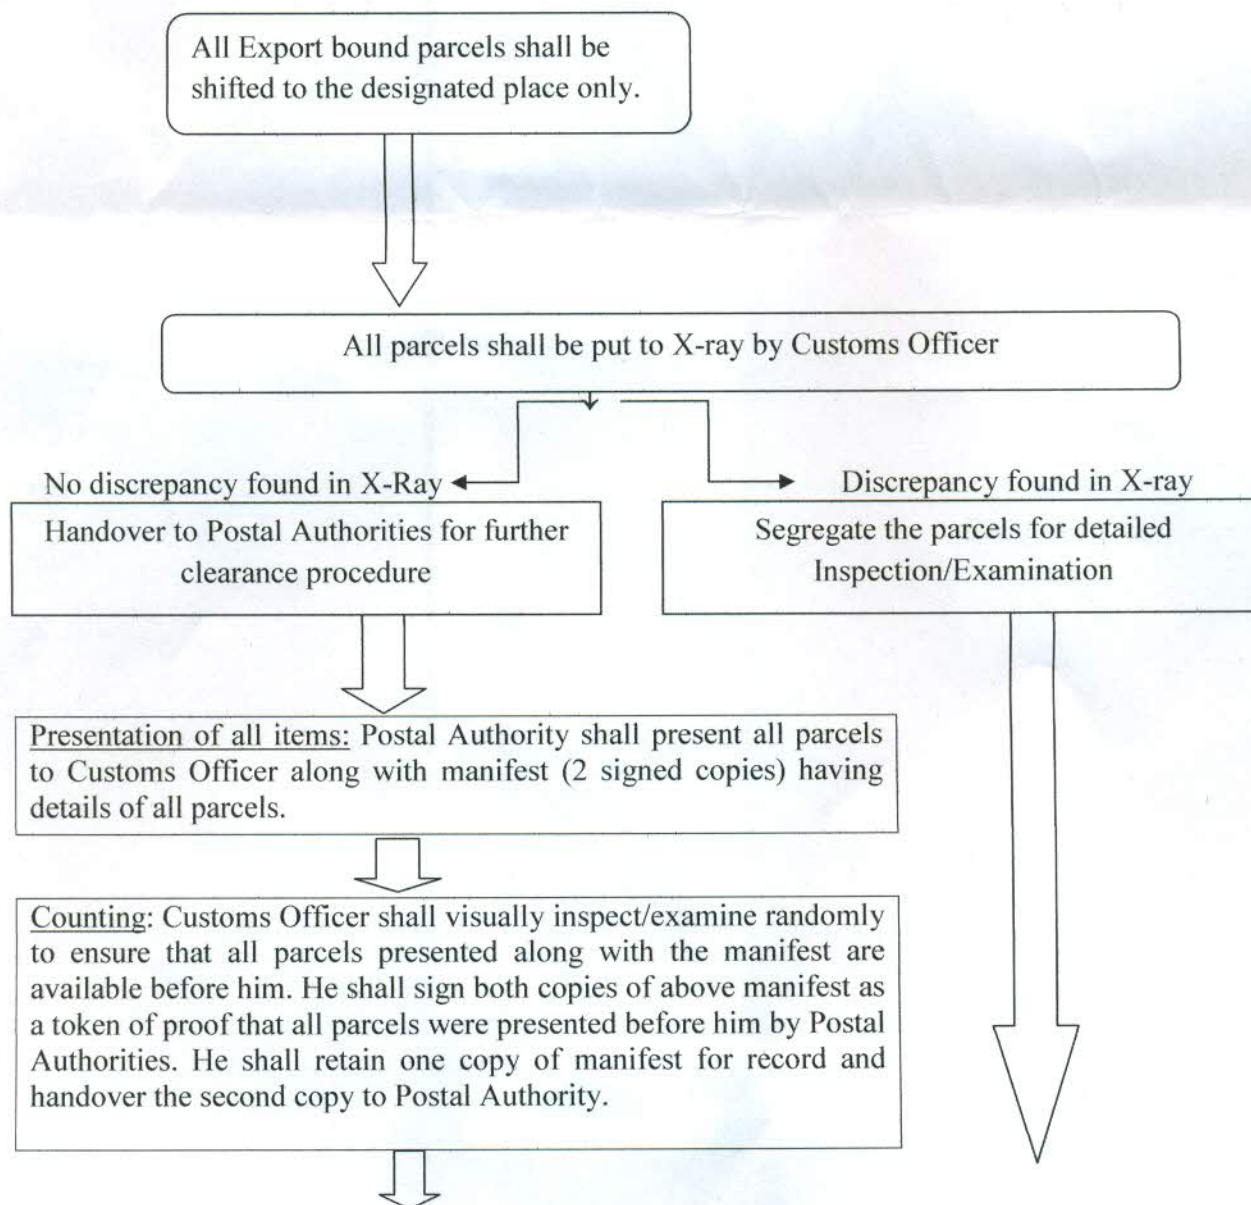 All Export bound parcels shall be
shifted to the designated place only.
All parcels shall be put to X-ray by Customs Officer
No discrepancy found in X-Ray
Handover to Postal Authorities for further
clearance procedure
Discrepancy found in X-ray
Segregate the parcels for detailed
Inspection/Examination
Presentation of all items: Postal Authority shall present all parcels
to Customs Officer along with manifest (2 signed copies) having
details of all parcels.
Counting: Customs Officer shall visually inspect/examine randomly
to ensure that all parcels presented along with the manifest are
available before him. He shall sign both copies of above manifest as
a token of proof that all parcels were presented before him by Postal
Authorities. He shall retain one copy of manifest for record and
handover the second copy to Postal Authority.